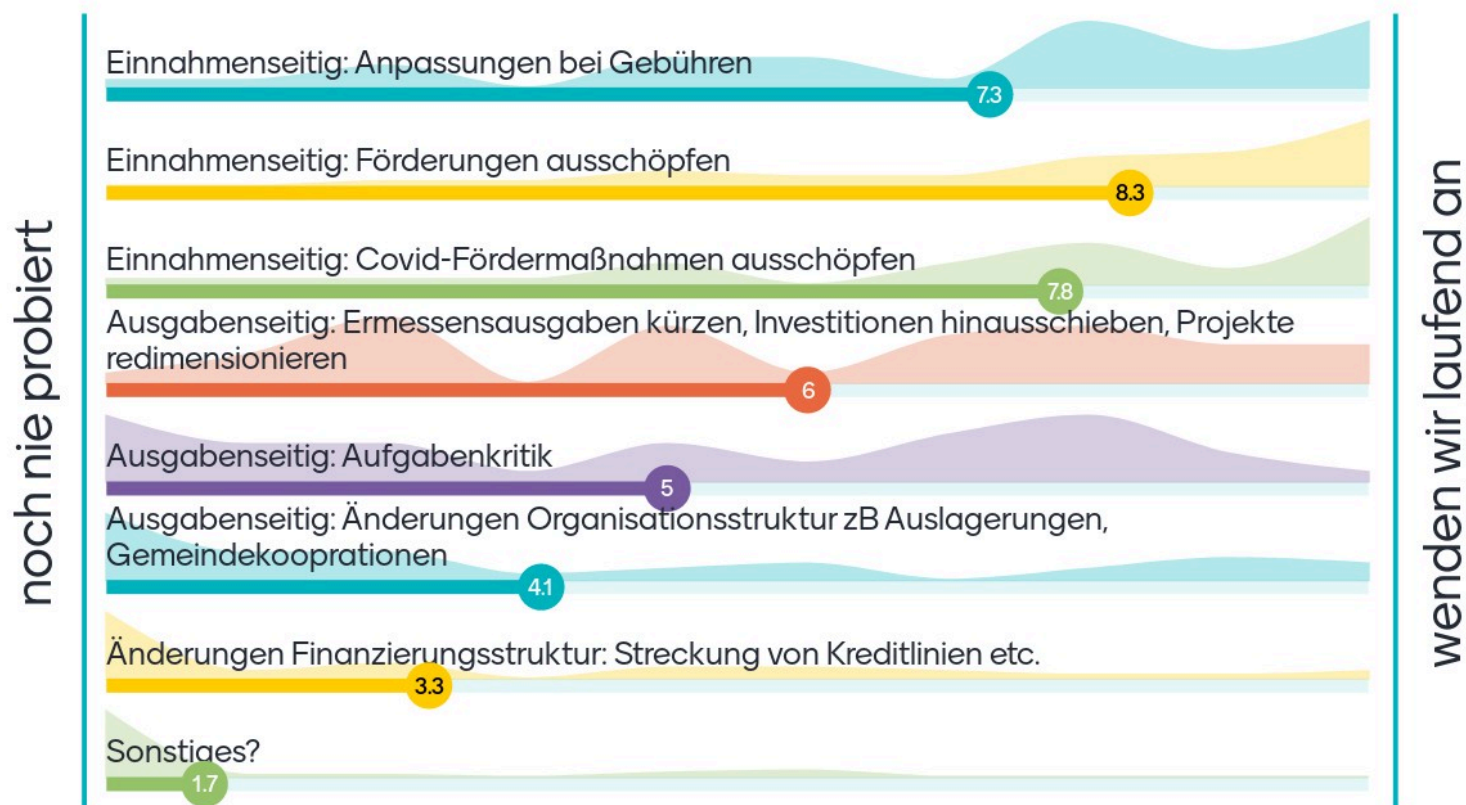 noch nie probiert
Einnahmenseitig: Anpassungen bei Gebühren
7.3
Einnahmenseitig: Förderungen ausschöpfen
8.3
Einnahmenseitig: Covid-Fördermaßnahmen ausschöpfen
7.8
Ausgabenseitig: Ermessensausgaben kürzen, Investitionen hinausschieben, Projekte
redimensionieren
6
Ausgabenseitig: Aufgabenkritik
5
Ausgabenseitig: Änderungen Organisationsstruktur zB Auslagerungen,
Gemeindekooprationen
4.1
Änderungen Finanzierungsstruktur: Streckung von Kreditlinien etc.
3.3
Sonstiges?
1.7
wenden wir laufend an